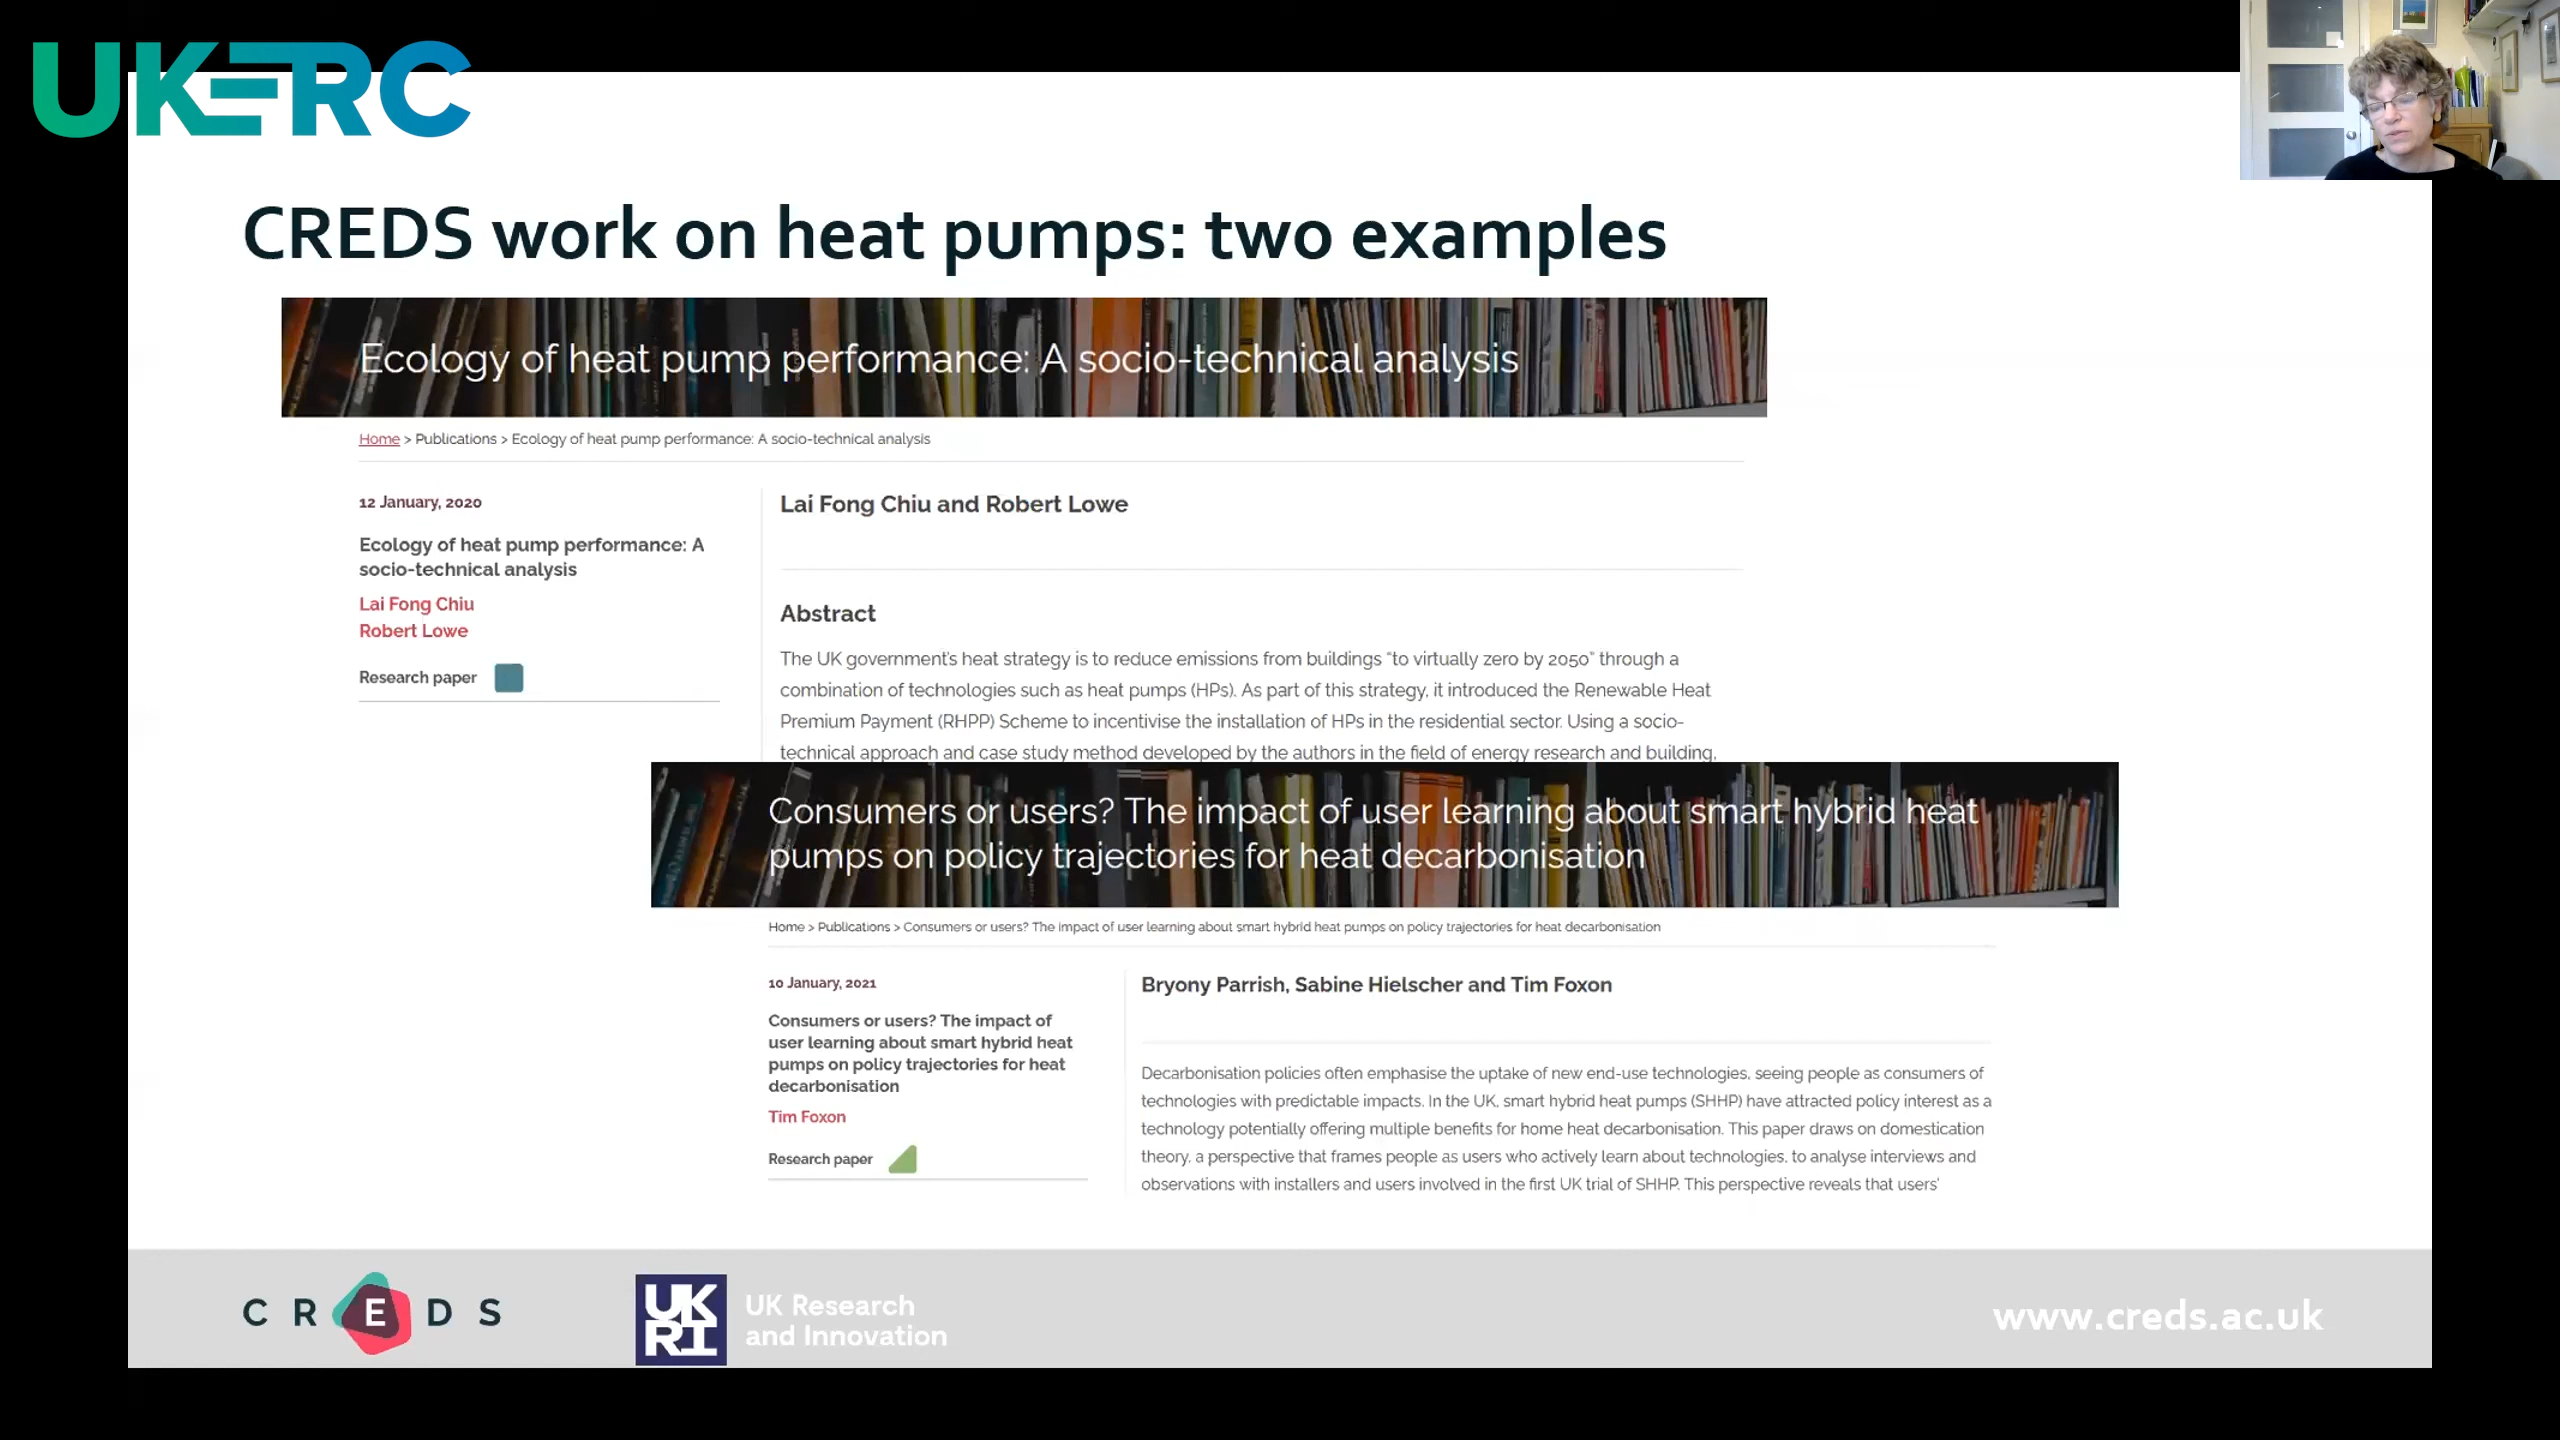 UKERC
CREDS work on heat pumps: two examples
Ecology of heat pump performance: A socio-technical analysis
Home > Publications > Ecology of heat pump performance: A socio-technical analysis
12 January, 2020
Ecology of heat pump performance: A
socio-technical analysis
Lai Fong Chiu
Robert Lowe
Research paper
Lai Fong Chiu and Robert Lowe
Abstract
The UK government's heat strategy is to reduce emissions from buildings “to virtually zero by 2050” through a
combination of technologies such as heat pumps (HPs). As part of this strategy, it introduced the Renewable Heat
Premium Payment (RHPP) Scheme to incentivise the installation of HPs in the residential sector. Using a socio-
technical approach and case study method developed by the authors in the field of energy research and building,
Consumers or users? The impact of user learning about smart hybrid heat
pumps on policy trajectories for heat decarbonisation
Home > Publications > Consumers or users? The impact of user learning about smart hybrid heat pumps on policy trajectories for heat decarbonisation
10 January, 2021
Consumers or users? The impact of
user learning about smart hybrid heat
pumps on policy trajectories for heat
decarbonisation
Tim Foxon
Research paper
Bryony Parrish, Sabine Hielscher and Tim Foxon
Decarbonisation policies often emphasise the uptake of new end-use technologies, seeing people as consumers of
technologies with predictable impacts. In the UK, smart hybrid heat pumps (SHHP) have attracted policy interest as a
technology potentially offering multiple benefits for home heat decarbonisation. This paper draws on domestication
theory, a perspective that frames people as users who actively learn about technologies, to analyse interviews and
observations with installers and users involved in the first UK trial of SHHP. This perspective reveals that users'
CREDS
UK
RI
UK Research
and Innovation
www.creds.ac.uk